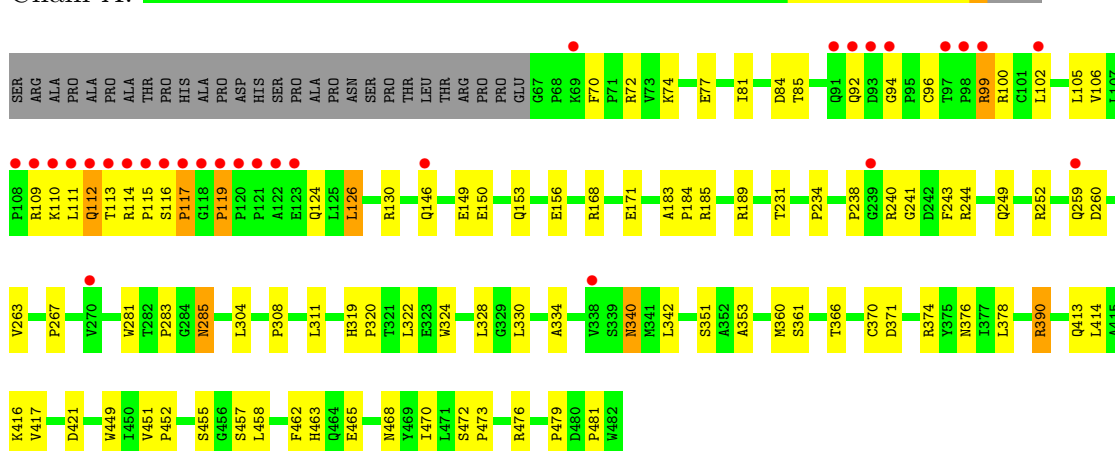 SER ARG ALA PRO ALA PRO ALA THR PRO HIS ALA PRO ASP HIS SER PRO ALA PRO ASN SER PRO THR LEU THR ARG PRO PRO GLU G67 P68 K69 F70 P71 R72 V73 K74 E77 I81 D84 T85 Q91 Q92 D93 G94 P95 C96 T97 P98 R99 R100 C101 L102 L105 V106 L107
P108 R109 K110 L111 Q112 T113 R114 P115 S116 P117 G118 P119 P120 P121 A122 E123 Q124 L125 L126 R130 Q146 E149 E150 Q153 E156 R168 E171 A183 P184 R185 R189 T231 P234 P238 G239 R240 G241 D242 F243 R244 Q249 R252 Q259 D260
V263 P267 V270 W281 T282 P283 G284 N285 L304 P308 L311 H319 P320 T321 L322 E323 W324 L328 G329 L330 A334 V338 S339 N340 M341 L342 S351 A352 A353 M360 S361 T366 C370 D371 R374 Y375 N376 I377 L378 R390 Q413 L414 A415
K416 V417 D421 W449 I450 V451 P452 S455 G456 S457 L458 F462 H463 Q464 E465 N468 Y469 I470 L471 S472 P473 R476 P479 D480 P481 W482